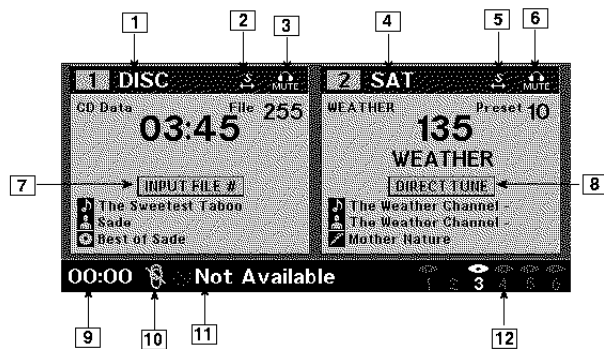 1 2 3 4 5 6
1 DISC S MUTE
2 SAT S MUTE
CD Data File 255
03:45
WEATHER Preset 10
135
WEATHER
7 INPUT FILE #
DIRECT TUNE 8
The Sweetest Taboo
Sade
Best of Sade
The Weather Channel -
The Weather Channel -
Mother Nature
00:00 Not Available 1 2 3 4 5 6
9 10 11 12